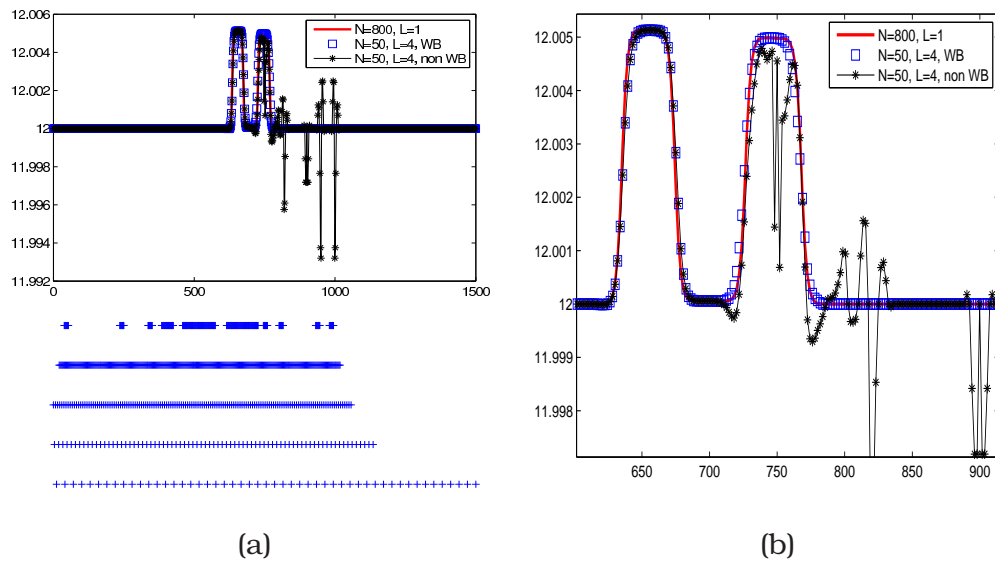 12.006
12.004
12.002
12
11.998
11.996
11.994
11.992
0 500 1000 1500
N=800, L=1
N=50, L=4, WB
N=50, L=4, non WB
(a)
12.005
12.004
12.003
12.002
12.001
12
11.999
11.998
650 700 750 800 850 900
N=800, L=1
N=50, L=4, WB
N=50, L=4, non WB
(b)